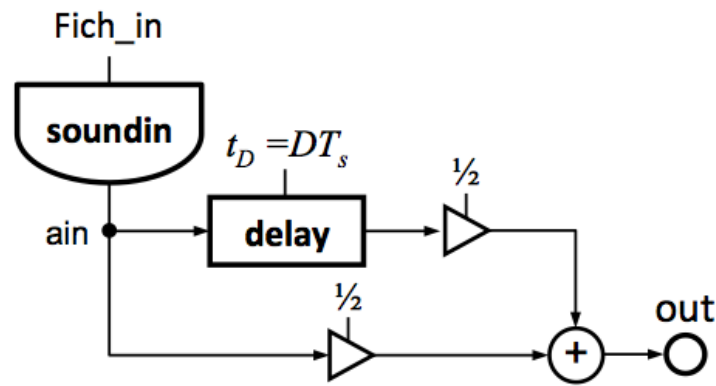 Fich_in
soundin
t_D =DT_s
½
ain
delay
½
out
+